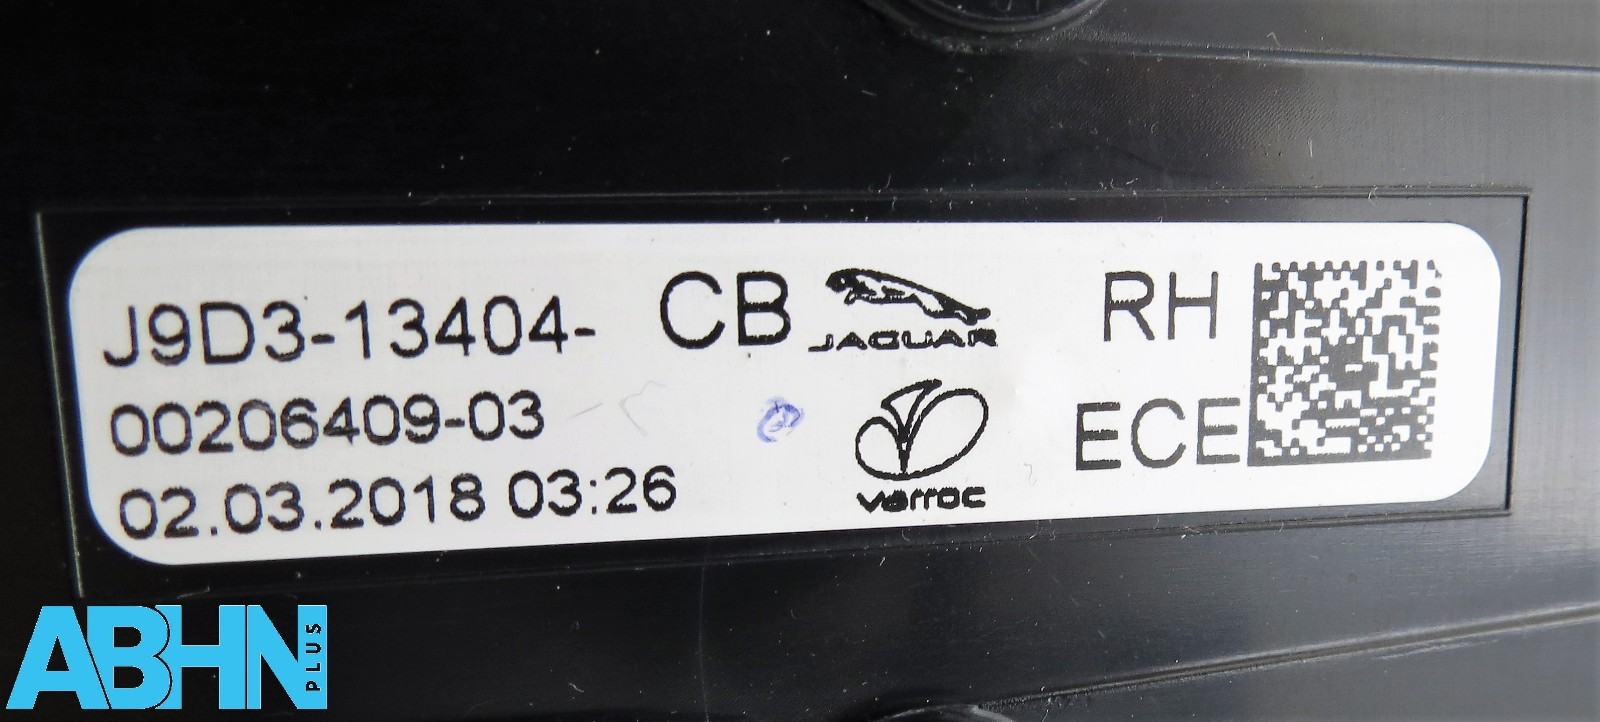 J9D3-13404- CB JAGUAR RH
00206409-03 varroc ECE
02.03.2018 03:26
ABHN PLUS